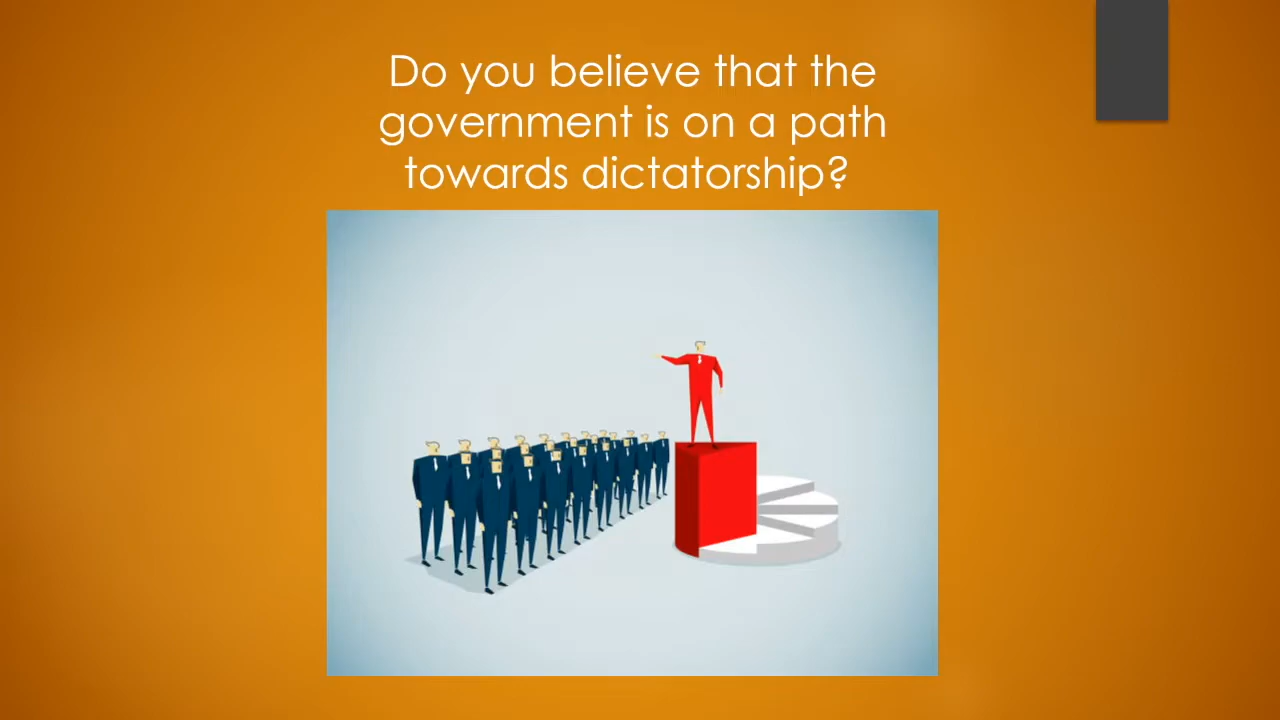 Do you believe that the
government is on a path
towards dictatorship?